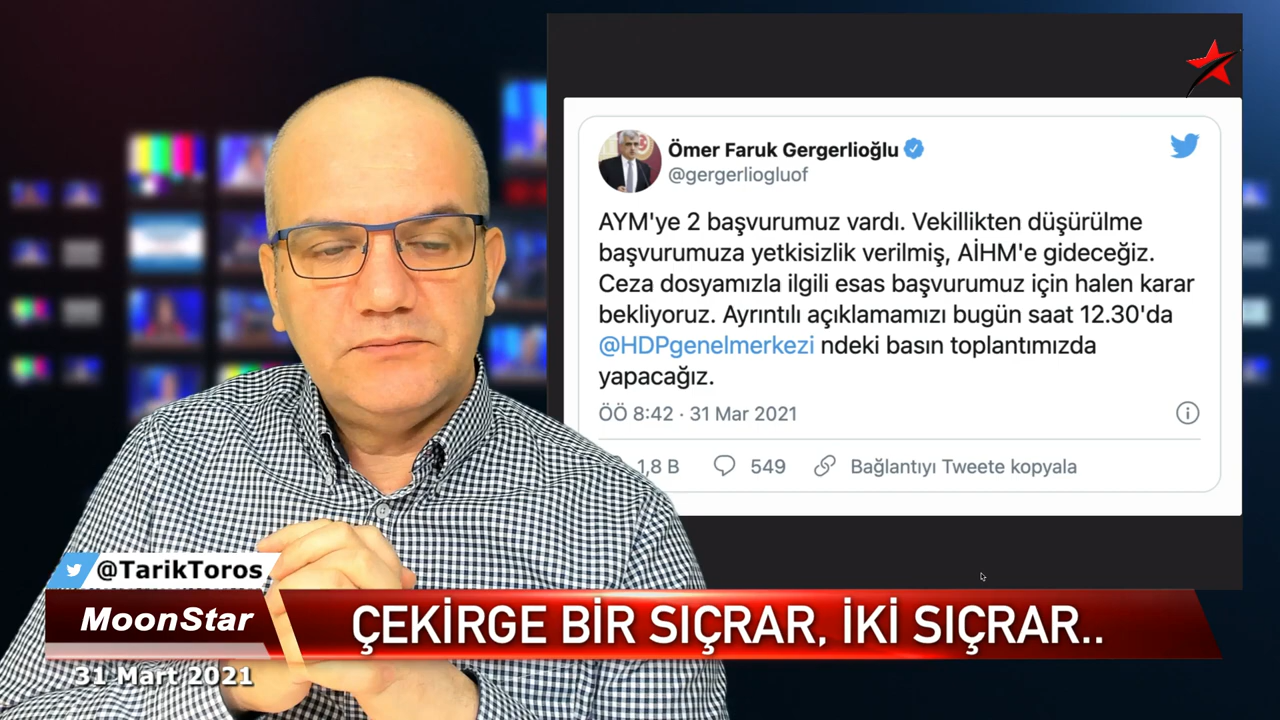 Ömer Faruk Gergerlioğlu
@gergerliogluof
AYM'ye 2 başvurumuz vardı. Vekillikten düşürülme
başvurumuza yetkisizlik verilmiş, AİHM'e gideceğiz.
Ceza dosyamızla ilgili esas başvurumuz için halen karar
bekliyoruz. Ayrıntılı açıklamamızı bugün saat 12.30'da
@HDPgenelmerkezi ndeki basın toplantımızda
yapacağız.
ÖÖ 8:42 · 31 Mar 2021
1,8 B 549 Bağlantıyı Tweete kopyala
@TarikToros
MoonStar
ÇEKİRGE BİR SIÇRAR, İKİ SIÇRAR..
31 Mart 2021